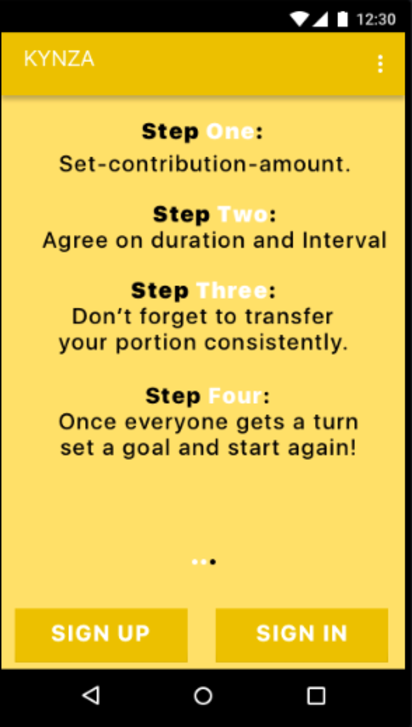 12:30
KYNZA
Step One:
Set-contribution-amount.
Step Two:
Agree on duration and Interval
Step Three:
Don’t forget to transfer
your portion consistently.
Step Four:
Once everyone gets a turn
set a goal and start again!
SIGN UP
SIGN IN